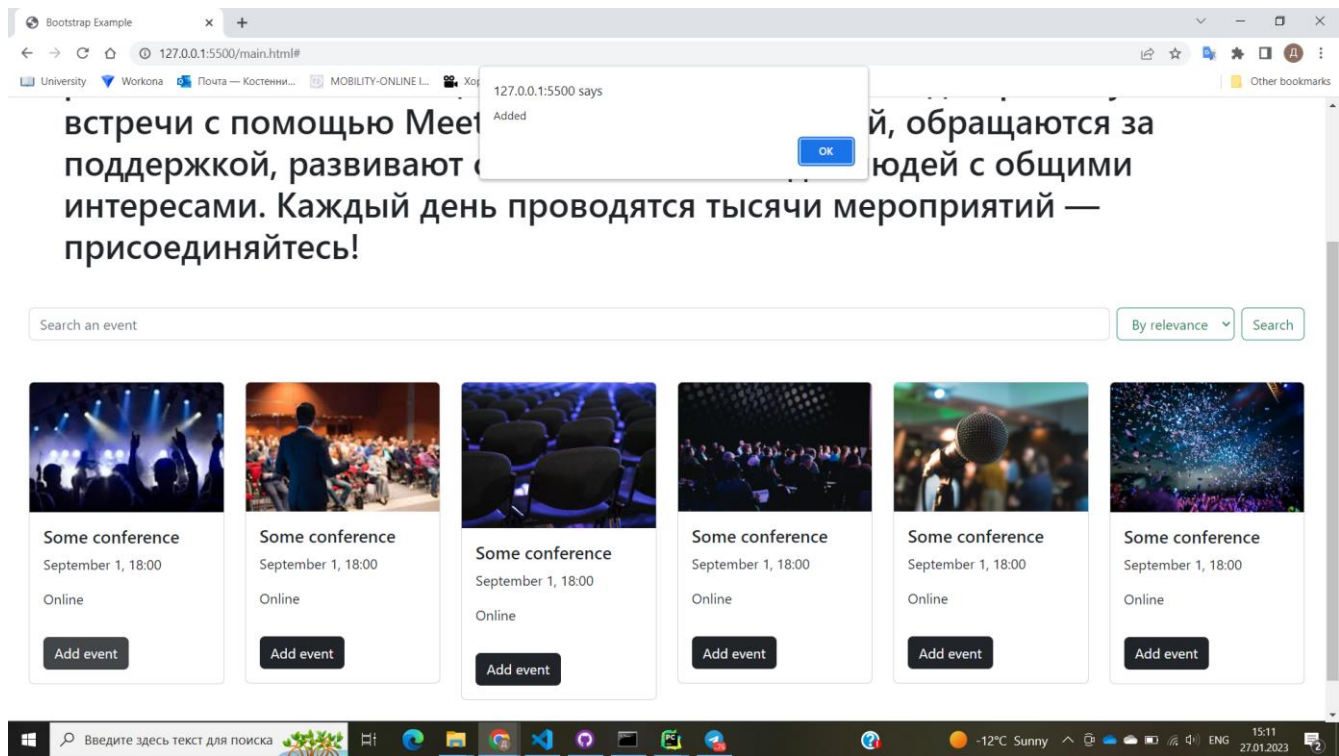 Bootstrap Example
127.0.0.1:5500/main.html#
University Workona Почта — Костенни... MOBILITY-ONLINE I... Other bookmarks
127.0.0.1:5500 says
Added
OK
встречи с помощью Meet й, обращаются за
поддержкой, развивают людей с общими
интересами. Каждый день проводятся тысячи мероприятий —
присоединяйтесь!
Search an event By relevance Search
Some conference
September 1, 18:00
Online
Add event
Some conference
September 1, 18:00
Online
Add event
Some conference
September 1, 18:00
Online
Add event
Some conference
September 1, 18:00
Online
Add event
Some conference
September 1, 18:00
Online
Add event
Some conference
September 1, 18:00
Online
Add event
Введите здесь текст для поиска -12°C Sunny ENG 15:11
27.01.2023